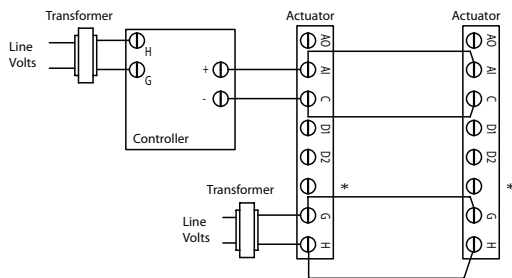 Transformer
Actuator
Actuator
Line
Volts
H
G
+
-
Controller
AO
AI
C
D1
D2
*
G
H
AO
AI
C
D1
D2
*
G
H
Transformer
Line
Volts